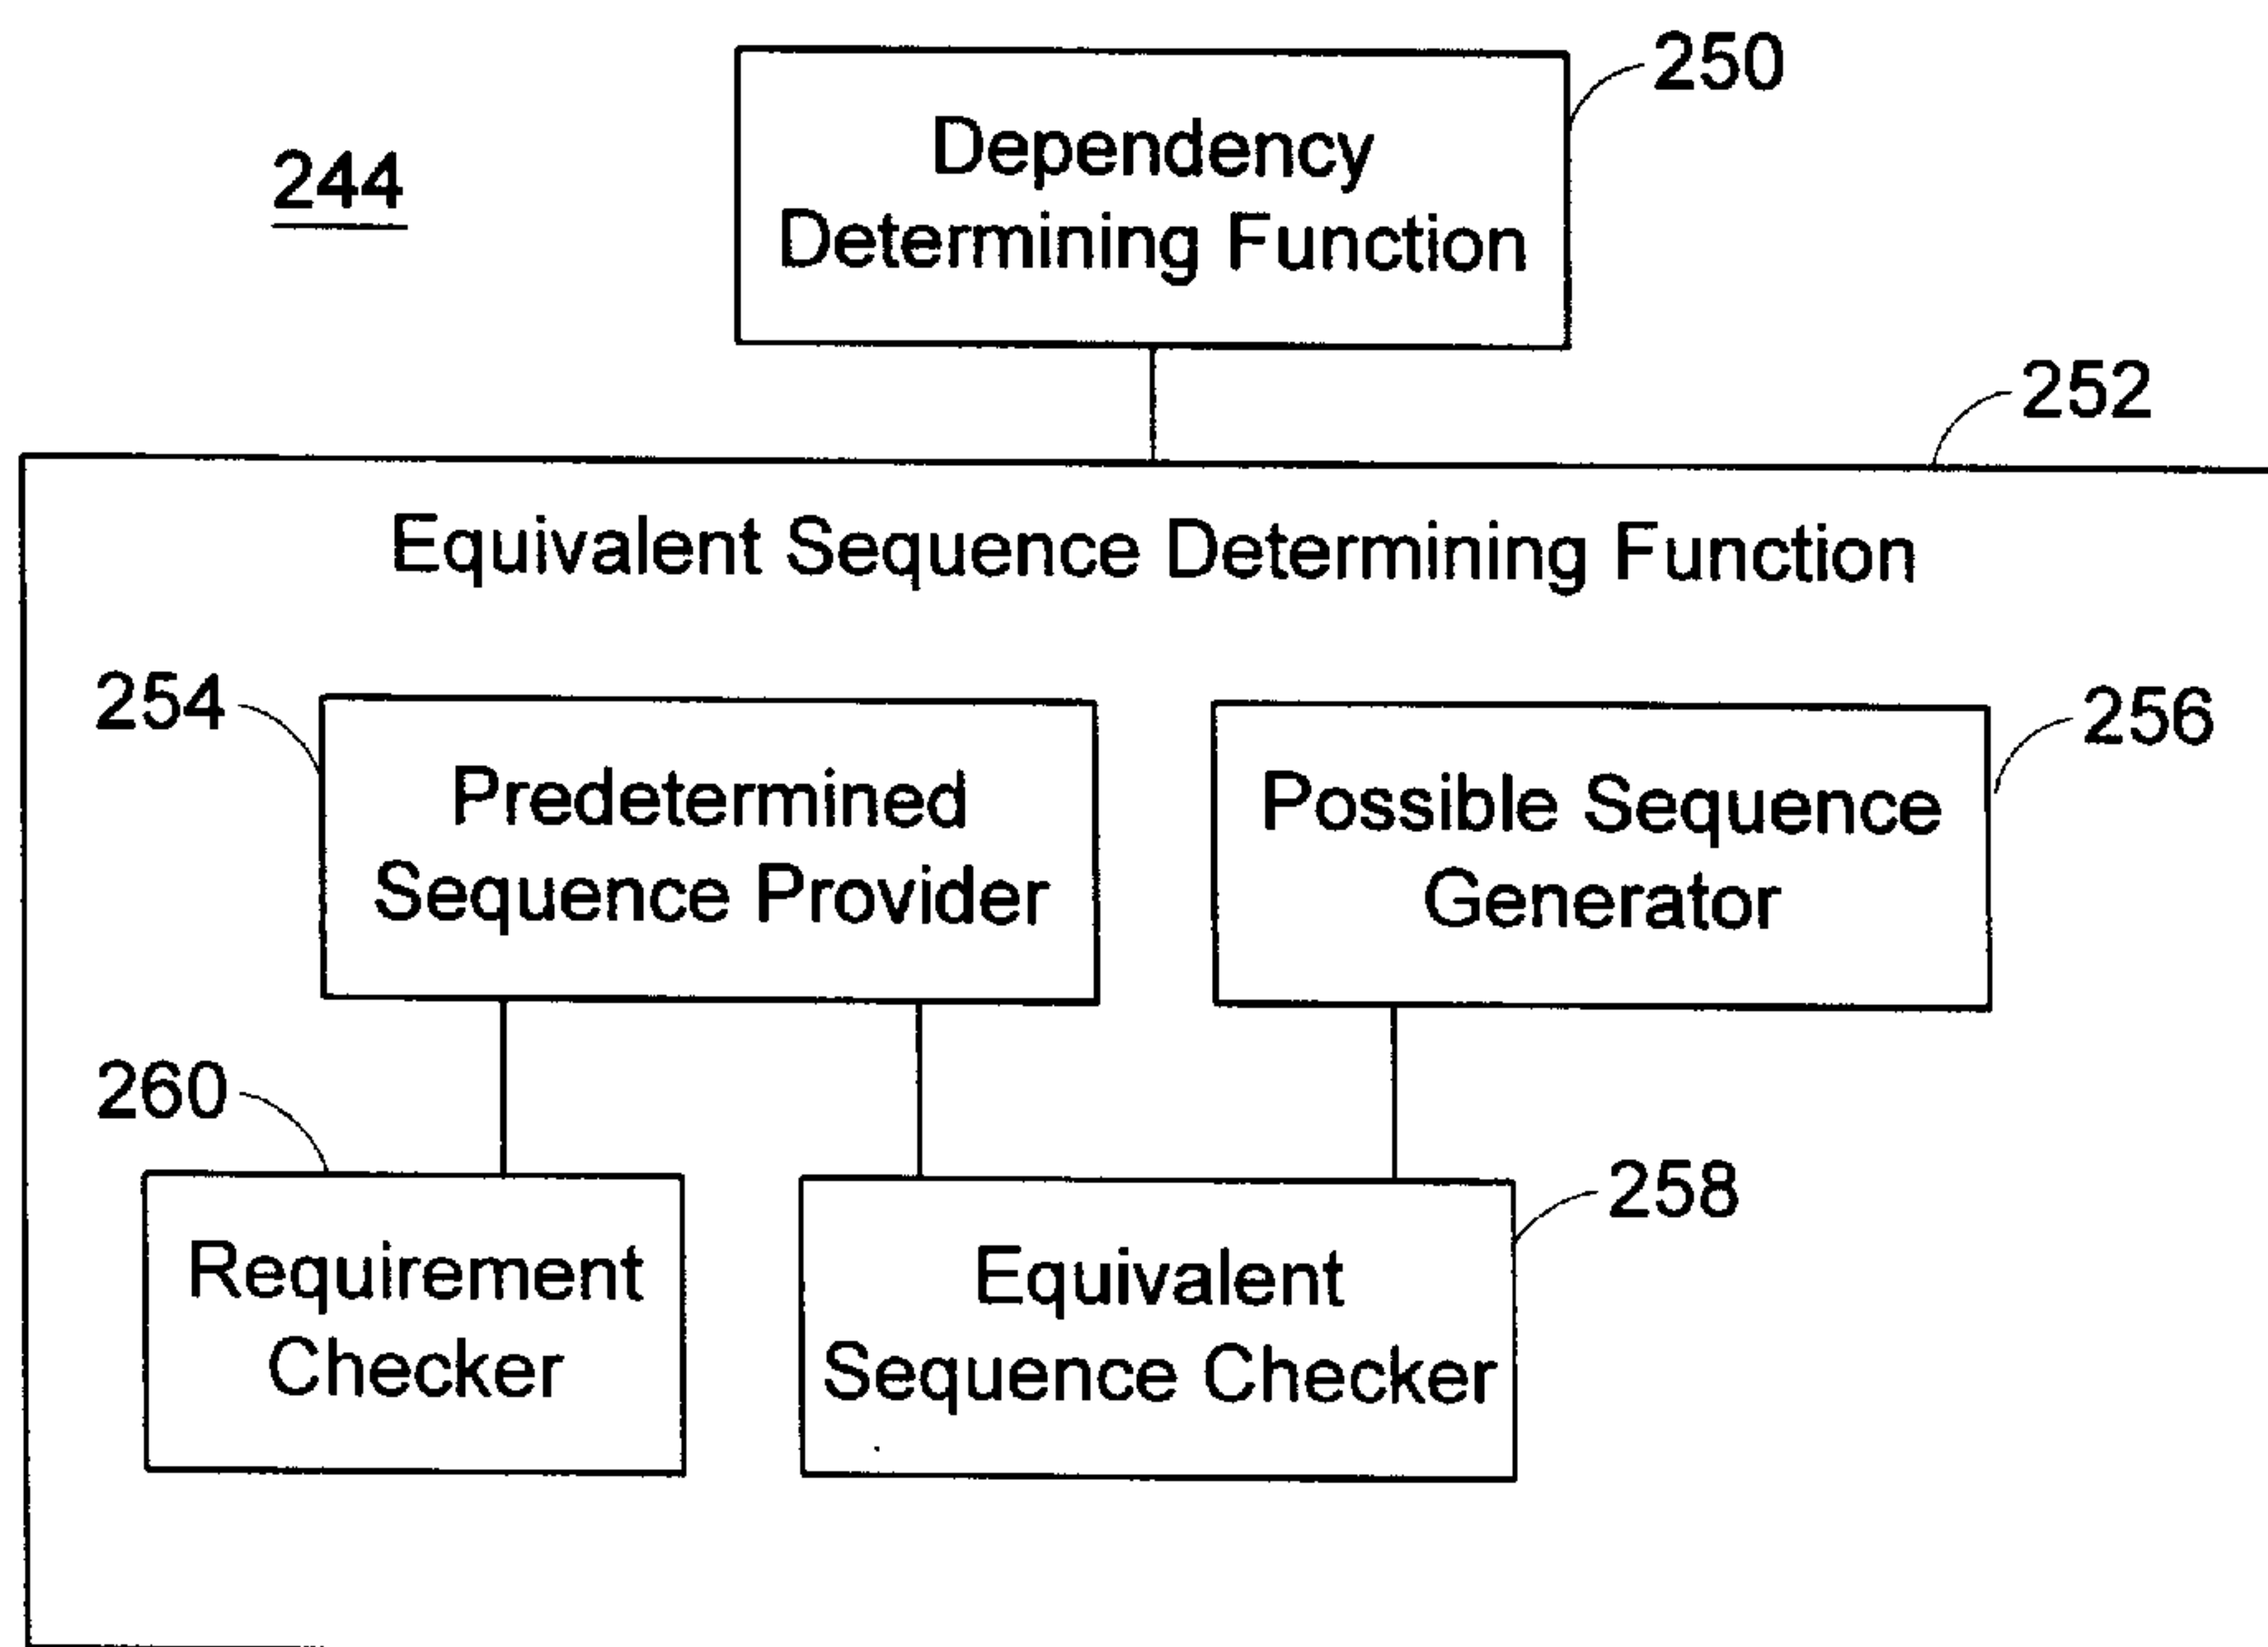 250
Dependency
Determining Function
244
252
Equivalent Sequence Determining Function
254
Predetermined
Sequence Provider
Possible Sequence
Generator
256
260
Requirement
Checker
Equivalent
Sequence Checker
258